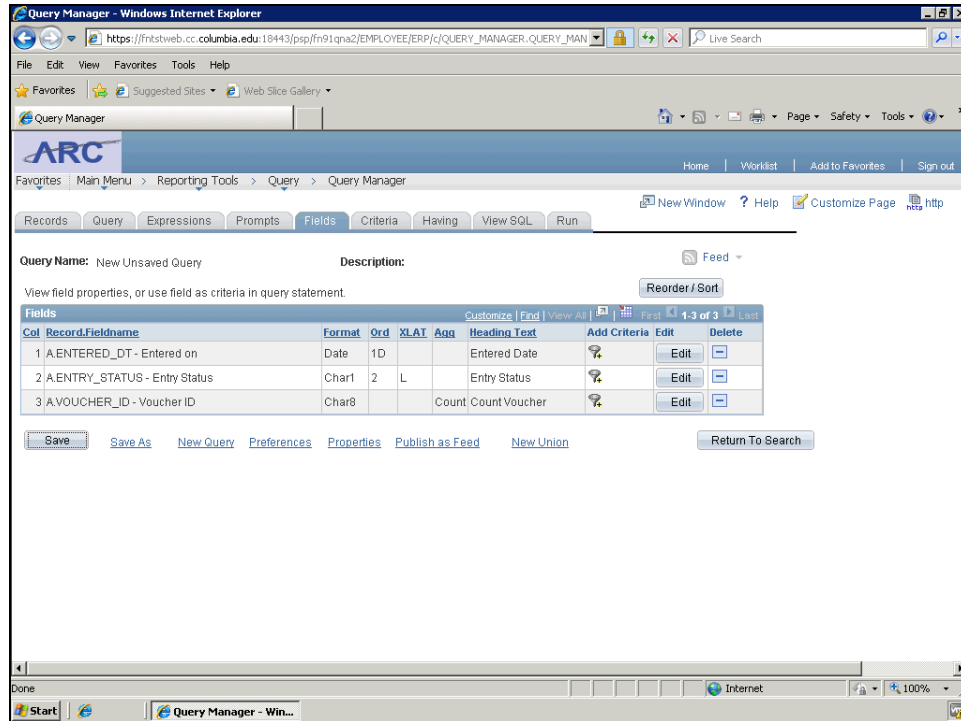 Query Manager - Windows Internet Explorer
https://fntstweb.cc.columbia.edu:18443/psp/fn91qna2/EMPLOYEE/ERP/c/QUERY_MANAGER.QUERY_MAN
Live Search
File Edit View Favorites Tools Help
Favorites Suggested Sites Web Slice Gallery
Query Manager
Page Safety Tools
ARC
Home | Worklist | Add to Favorites | Sign out
Favorites Main Menu > Reporting Tools > Query > Query Manager
New Window ? Help Customize Page http
Records Query Expressions Prompts Fields Criteria Having View SQL Run
Query Name: New Unsaved Query Description: Feed
View field properties, or use field as criteria in query statement. Reorder / Sort
Fields Customize | Find | View All | First 1-3 of 3 Last
Col Record.Fieldname Format Ord XLAT Agg Heading Text Add Criteria Edit Delete
1 A.ENTERED_DT - Entered on Date 1D Entered Date Edit
2 A.ENTRY_STATUS - Entry Status Char1 2 L Entry Status Edit
3 A.VOUCHER_ID - Voucher ID Char8 Count Count Voucher Edit
Save Save As New Query Preferences Properties Publish as Feed New Union Return To Search
Done Internet 100%
Start Query Manager - Win...